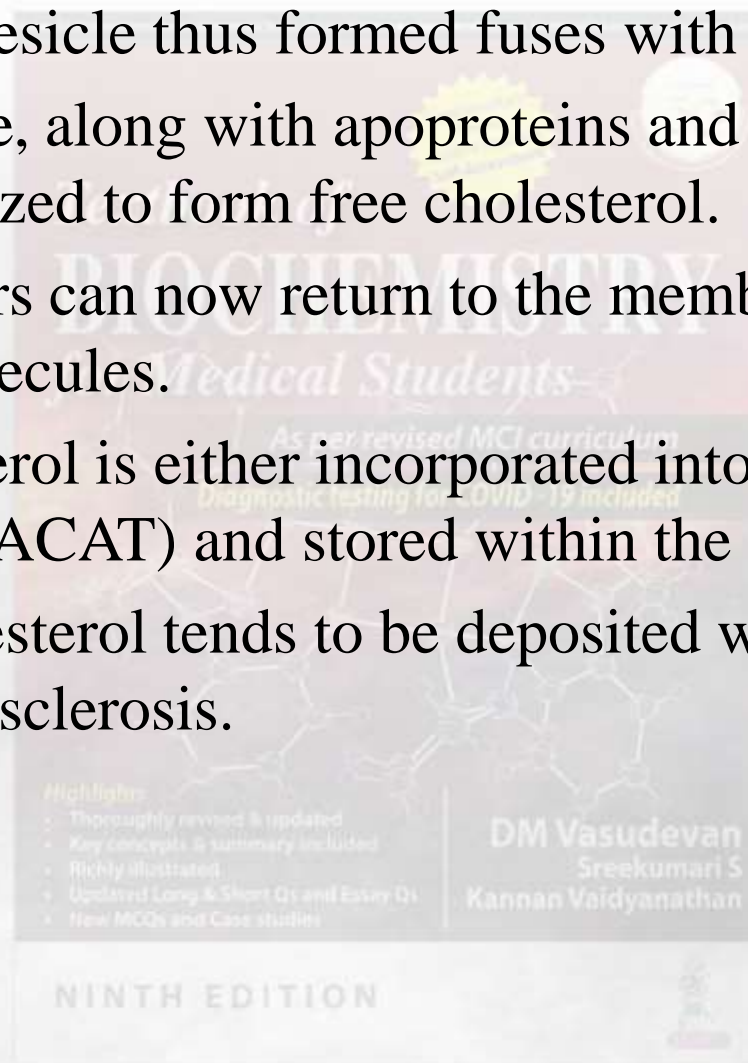 esicle thus formed fuses with
e, along with apoproteins and
zed to form free cholesterol.
rs can now return to the memb
ecules.
erol is either incorporated into
ACAT) and stored within the
esterol tends to be deposited w
sclerosis.
Textbook of
BIOCHEMISTRY
for Medical Students
As per revised MCI curriculum
Diagnostic testing for COVID-19 included
Highlights
• Thoroughly revised & updated
• Key concepts & summary included
• Richly illustrated
• Updated Long & Short Qs and Essay Qs
• New MCQs and Case studies
DM Vasudevan
Sreekumari S
Kannan Vaidyanathan
NINTH EDITION